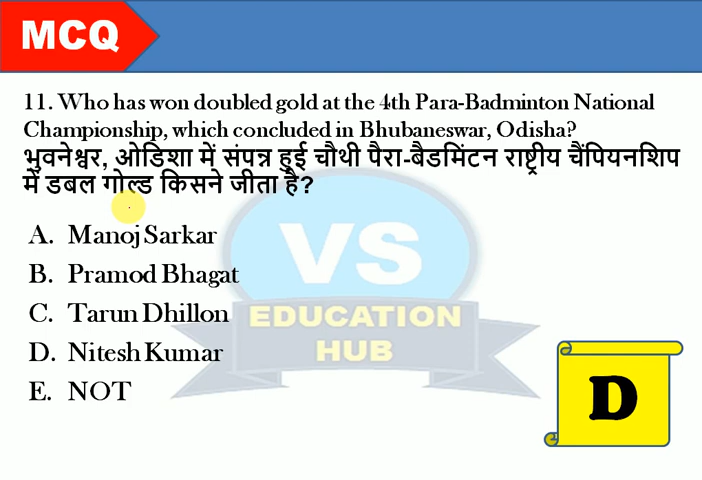 MCQ
11. Who has won doubled gold at the 4th Para-Badminton National
Championship, which concluded in Bhubaneswar, Odisha?
भुवनेश्वर, ओडिशा में संपन्न हुई चौथी पैरा-बैडमिंटन राष्ट्रीय चैंपियनशिप
में डबल गोल्ड किसने जीता है?
A. Manoj Sarkar
B. Pramod Bhagat
C. Tarun Dhillon
D. Nitesh Kumar
E. NOT
VS
EDUCATION
HUB
D